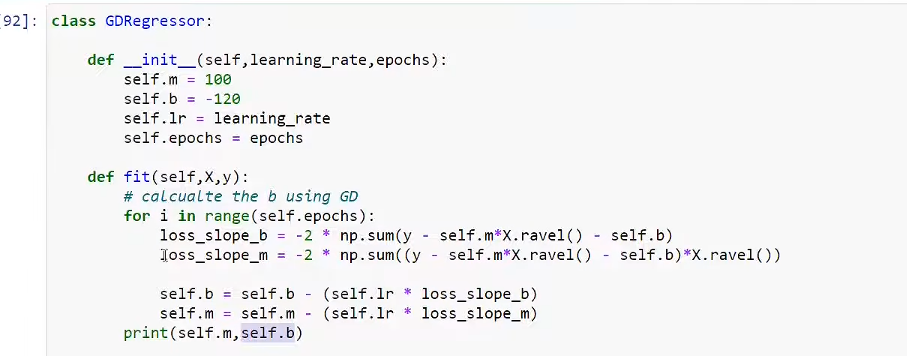 [92]: class GDRegressor:
def __init__(self,learning_rate,epochs):
self.m = 100
self.b = -120
self.lr = learning_rate
self.epochs = epochs
def fit(self,X,y):
# calcualte the b using GD
for i in range(self.epochs):
loss_slope_b = -2 * np.sum(y - self.m*X.ravel() - self.b)
loss_slope_m = -2 * np.sum((y - self.m*X.ravel() - self.b)*X.ravel())
self.b = self.b - (self.lr * loss_slope_b)
self.m = self.m - (self.lr * loss_slope_m)
print(self.m,self.b)